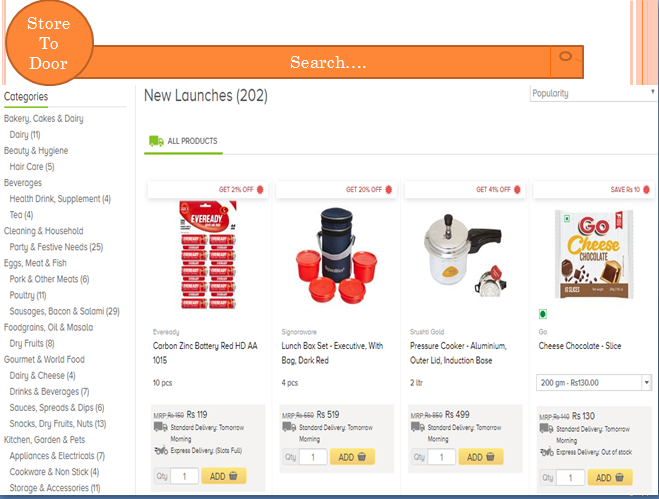 Store
To
Door
Search....
Categories
Bakery, Cakes & Dairy
Dairy (11)
Beauty & Hygiene
Hair Care (5)
Beverages
Health Drink, Supplement (4)
Tea (4)
Cleaning & Household
Party & Festive Needs (25)
Eggs, Meat & Fish
Pork & Other Meats (6)
Poultry (11)
Sausages, Bacon & Salami (29)
Foodgrains, Oil & Masala
Dry Fruits (8)
Gourmet & World Food
Dairy & Cheese (4)
Drinks & Beverages (7)
Sauces, Spreads & Dips (6)
Snacks, Dry Fruits, Nuts (13)
Kitchen, Garden & Pets
Appliances & Electricals (7)
Cookware & Non Stick (4)
Storage & Accessories (11)
New Launches (202)
Popularity
ALL PRODUCTS
GET 21% OFF
EVEREADY
Eveready
Carbon Zinc Battery Red HD AA
1015
10 pcs
MRP: Rs 150 Rs 119
Standard Delivery: Tomorrow
Morning
Express Delivery: (Slots Full)
Qty 1 ADD
GET 20% OFF
Signoraware
Lunch Box Set - Executive, With
Bag, Dark Red
4 pcs
MRP: Rs 650 Rs 519
Standard Delivery: Tomorrow
Morning
Qty 1 ADD
GET 41% OFF
Srushti Gold
Pressure Cooker - Aluminium,
Outer Lid, Induction Base
2 ltr
MRP: Rs 850 Rs 499
Standard Delivery: Tomorrow
Morning
Qty 1 ADD
SAVE Rs 10
Go
Cheese
CHOCOLATE
10 SLICES
Go
Cheese Chocolate - Slice
200 gm - Rs130.00
MRP: Rs 140 Rs 130
Standard Delivery: Tomorrow
Morning
Express Delivery: Out of stock
Qty 1 ADD